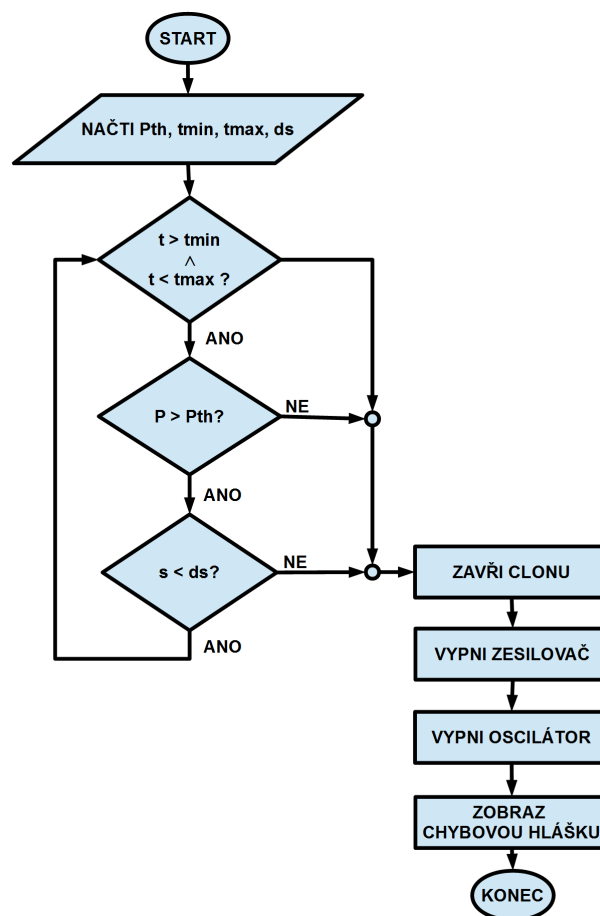 START
NAČTI Pth, tmin, tmax, ds
t > tmin
∧
t < tmax ?
ANO
P > Pth?
NE
ANO
s < ds?
NE
ANO
ZAVŘI CLONU
VYPNI ZESILOVAČ
VYPNI OSCILÁTOR
ZOBRAZ
CHYBOVOU HLÁŠKU
KONEC